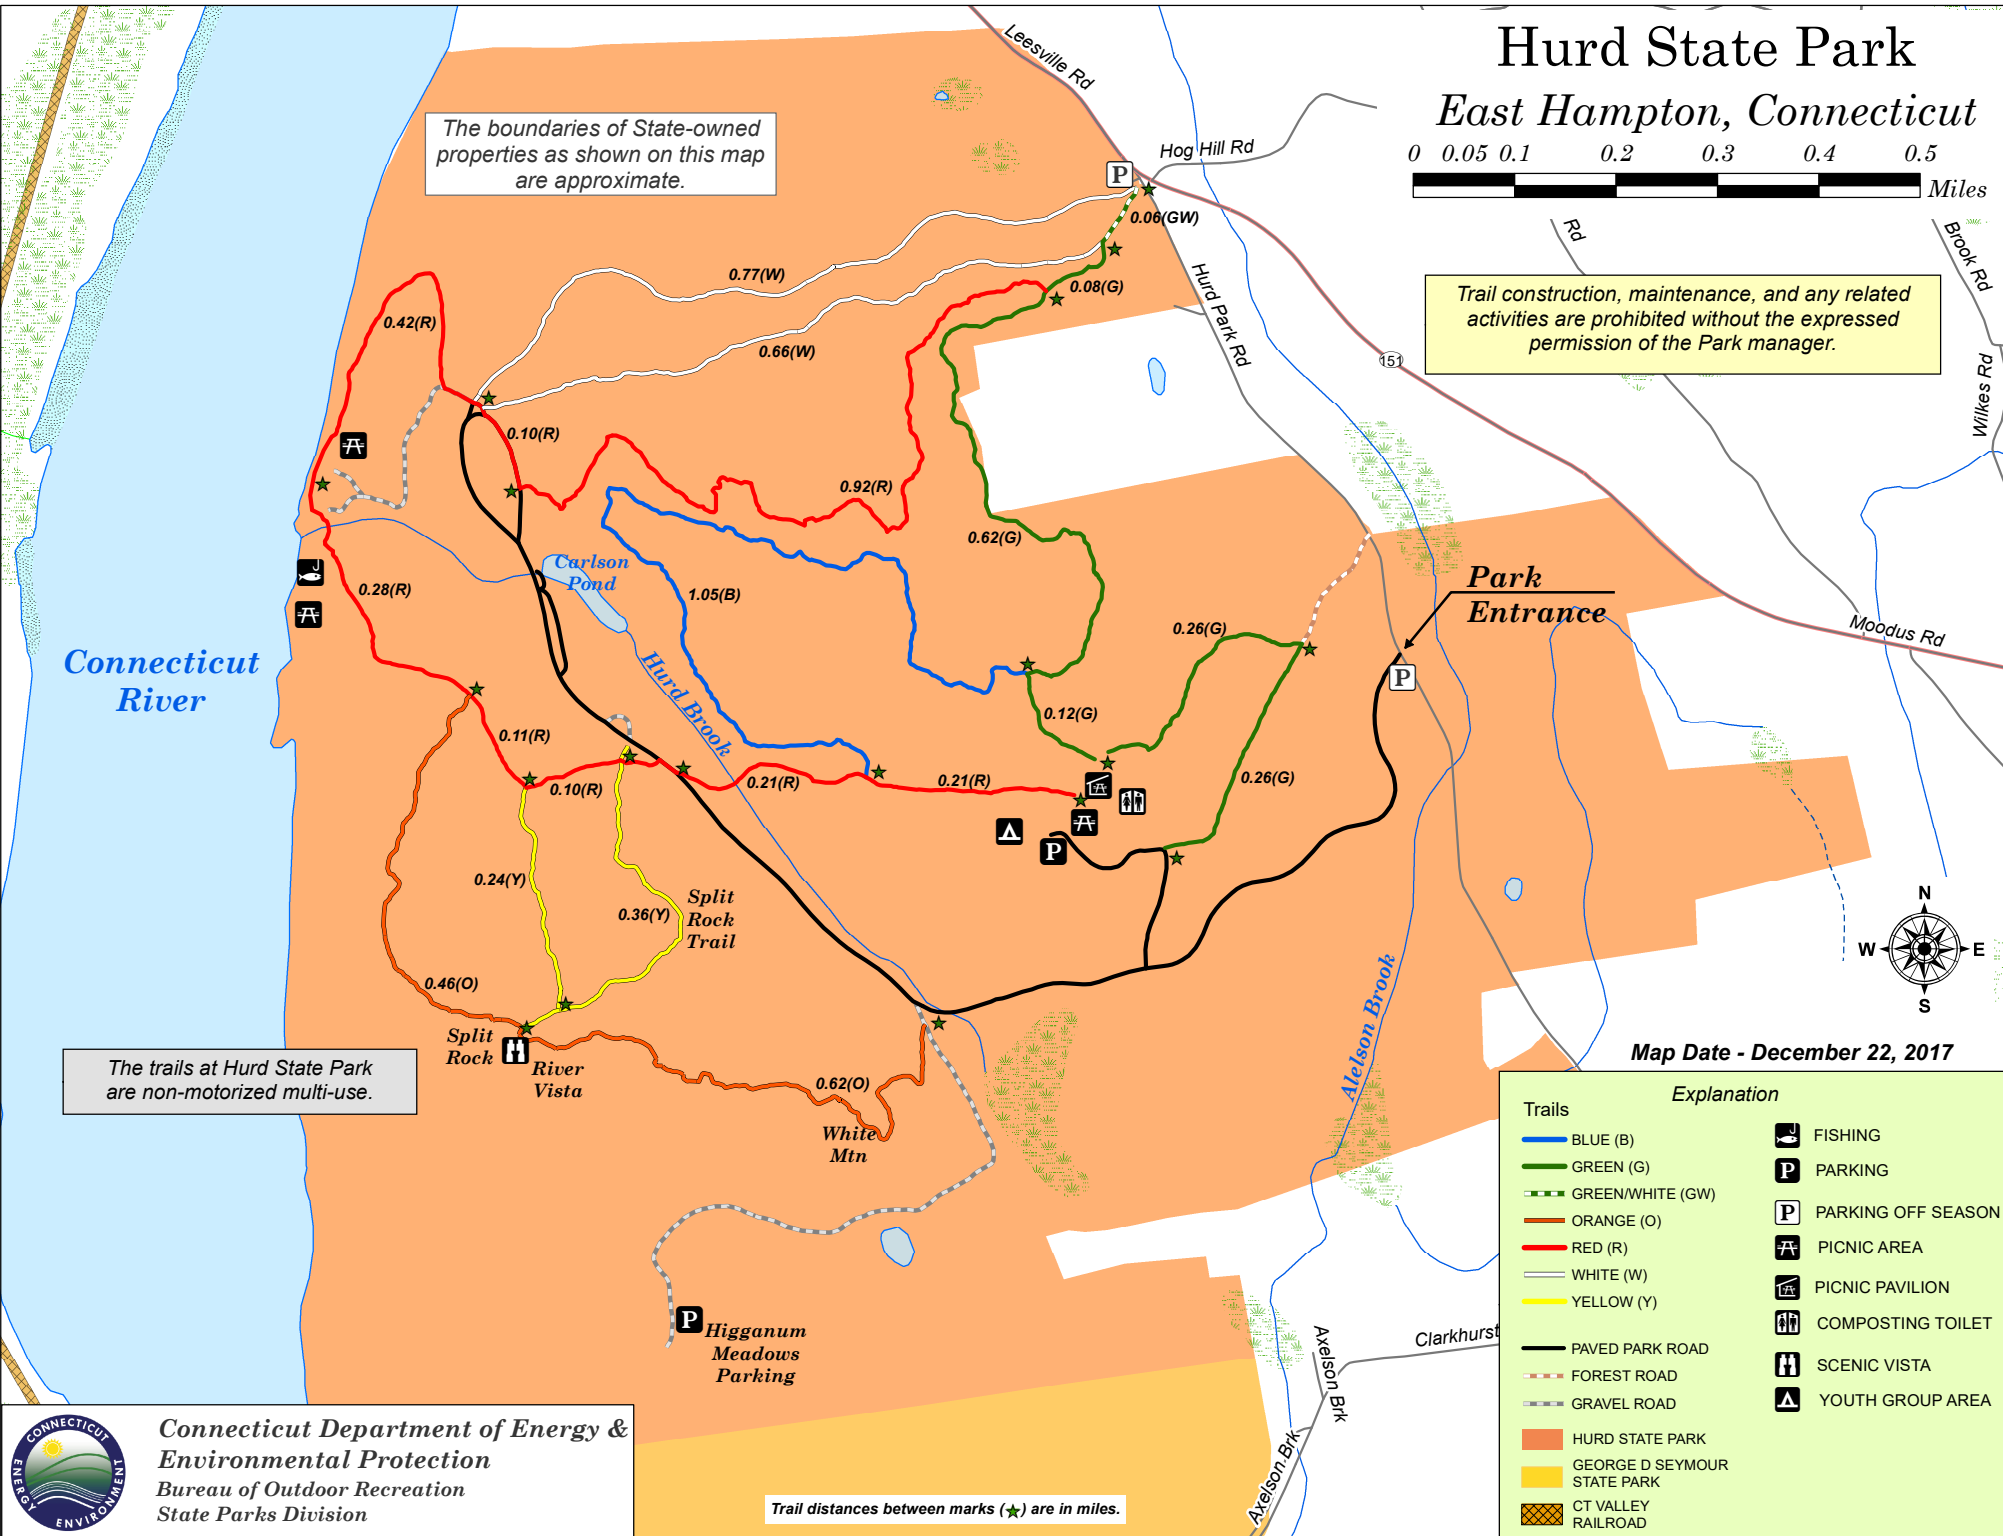 Hurd State Park
East Hampton, Connecticut
0 0.05 0.1 0.2 0.3 0.4 0.5
Miles
Leesville Rd
Hog Hill Rd
P
The boundaries of State-owned
properties as shown on this map
are approximate.
Trail construction, maintenance, and any related
activities are prohibited without the expressed
permission of the Park manager.
Rd
Brook Rd
Wilkes Rd
Hurd Park Rd
151
0.06(GW)
0.08(G)
0.77(W)
0.66(W)
0.42(R)
0.10(R)
0.92(R)
0.62(G)
Carlson
Pond
1.05(B)
0.28(R)
Park
Entrance
Moodus Rd
P
0.26(G)
Connecticut
River
Hurd Brook
0.12(G)
0.11(R)
0.10(R)
0.21(R)
0.21(R)
0.26(G)
P
0.24(Y)
0.36(Y)
Split
Rock
Trail
0.46(O)
Split
Rock
River
Vista
0.62(O)
White
Mtn
Alelson Brook
N
W E
S
The trails at Hurd State Park
are non-motorized multi-use.
P
Higganum
Meadows
Parking
Axelson Brk
Clarkhurst
Axelson Brk
Map Date - December 22, 2017
Explanation
Trails
BLUE (B)
GREEN (G)
GREEN/WHITE (GW)
ORANGE (O)
RED (R)
WHITE (W)
YELLOW (Y)
PAVED PARK ROAD
FOREST ROAD
GRAVEL ROAD
HURD STATE PARK
GEORGE D SEYMOUR
STATE PARK
CT VALLEY
RAILROAD
FISHING
P PARKING
P PARKING OFF SEASON
PICNIC AREA
PICNIC PAVILION
COMPOSTING TOILET
SCENIC VISTA
YOUTH GROUP AREA
CONNECTICUT
ENERGY
ENVIRONMENT
Connecticut Department of Energy &
Environmental Protection
Bureau of Outdoor Recreation
State Parks Division
Trail distances between marks (★) are in miles.